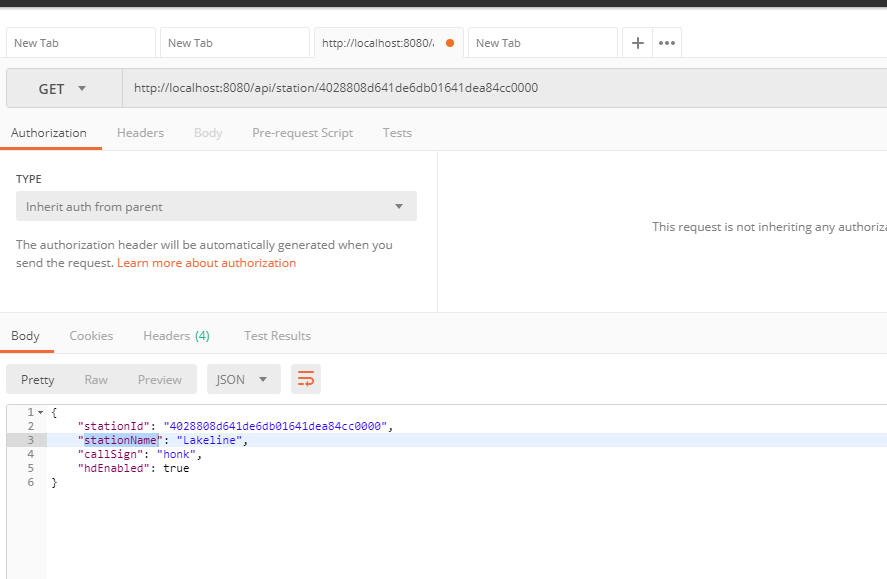 New Tab New Tab http://localhost:8080/ New Tab + •••
GET http://localhost:8080/api/station/4028808d641de6db01641dea84cc0000
Authorization Headers Body Pre-request Script Tests
TYPE
Inherit auth from parent
This request is not inheriting any authoriza
The authorization header will be automatically generated when you
send the request. Learn more about authorization
Body Cookies Headers (4) Test Results
Pretty Raw Preview JSON
1 {
2 "stationId": "4028808d641de6db01641dea84cc0000",
3 "stationName": "Lakeline",
4 "callSign": "honk",
5 "hdEnabled": true
6 }